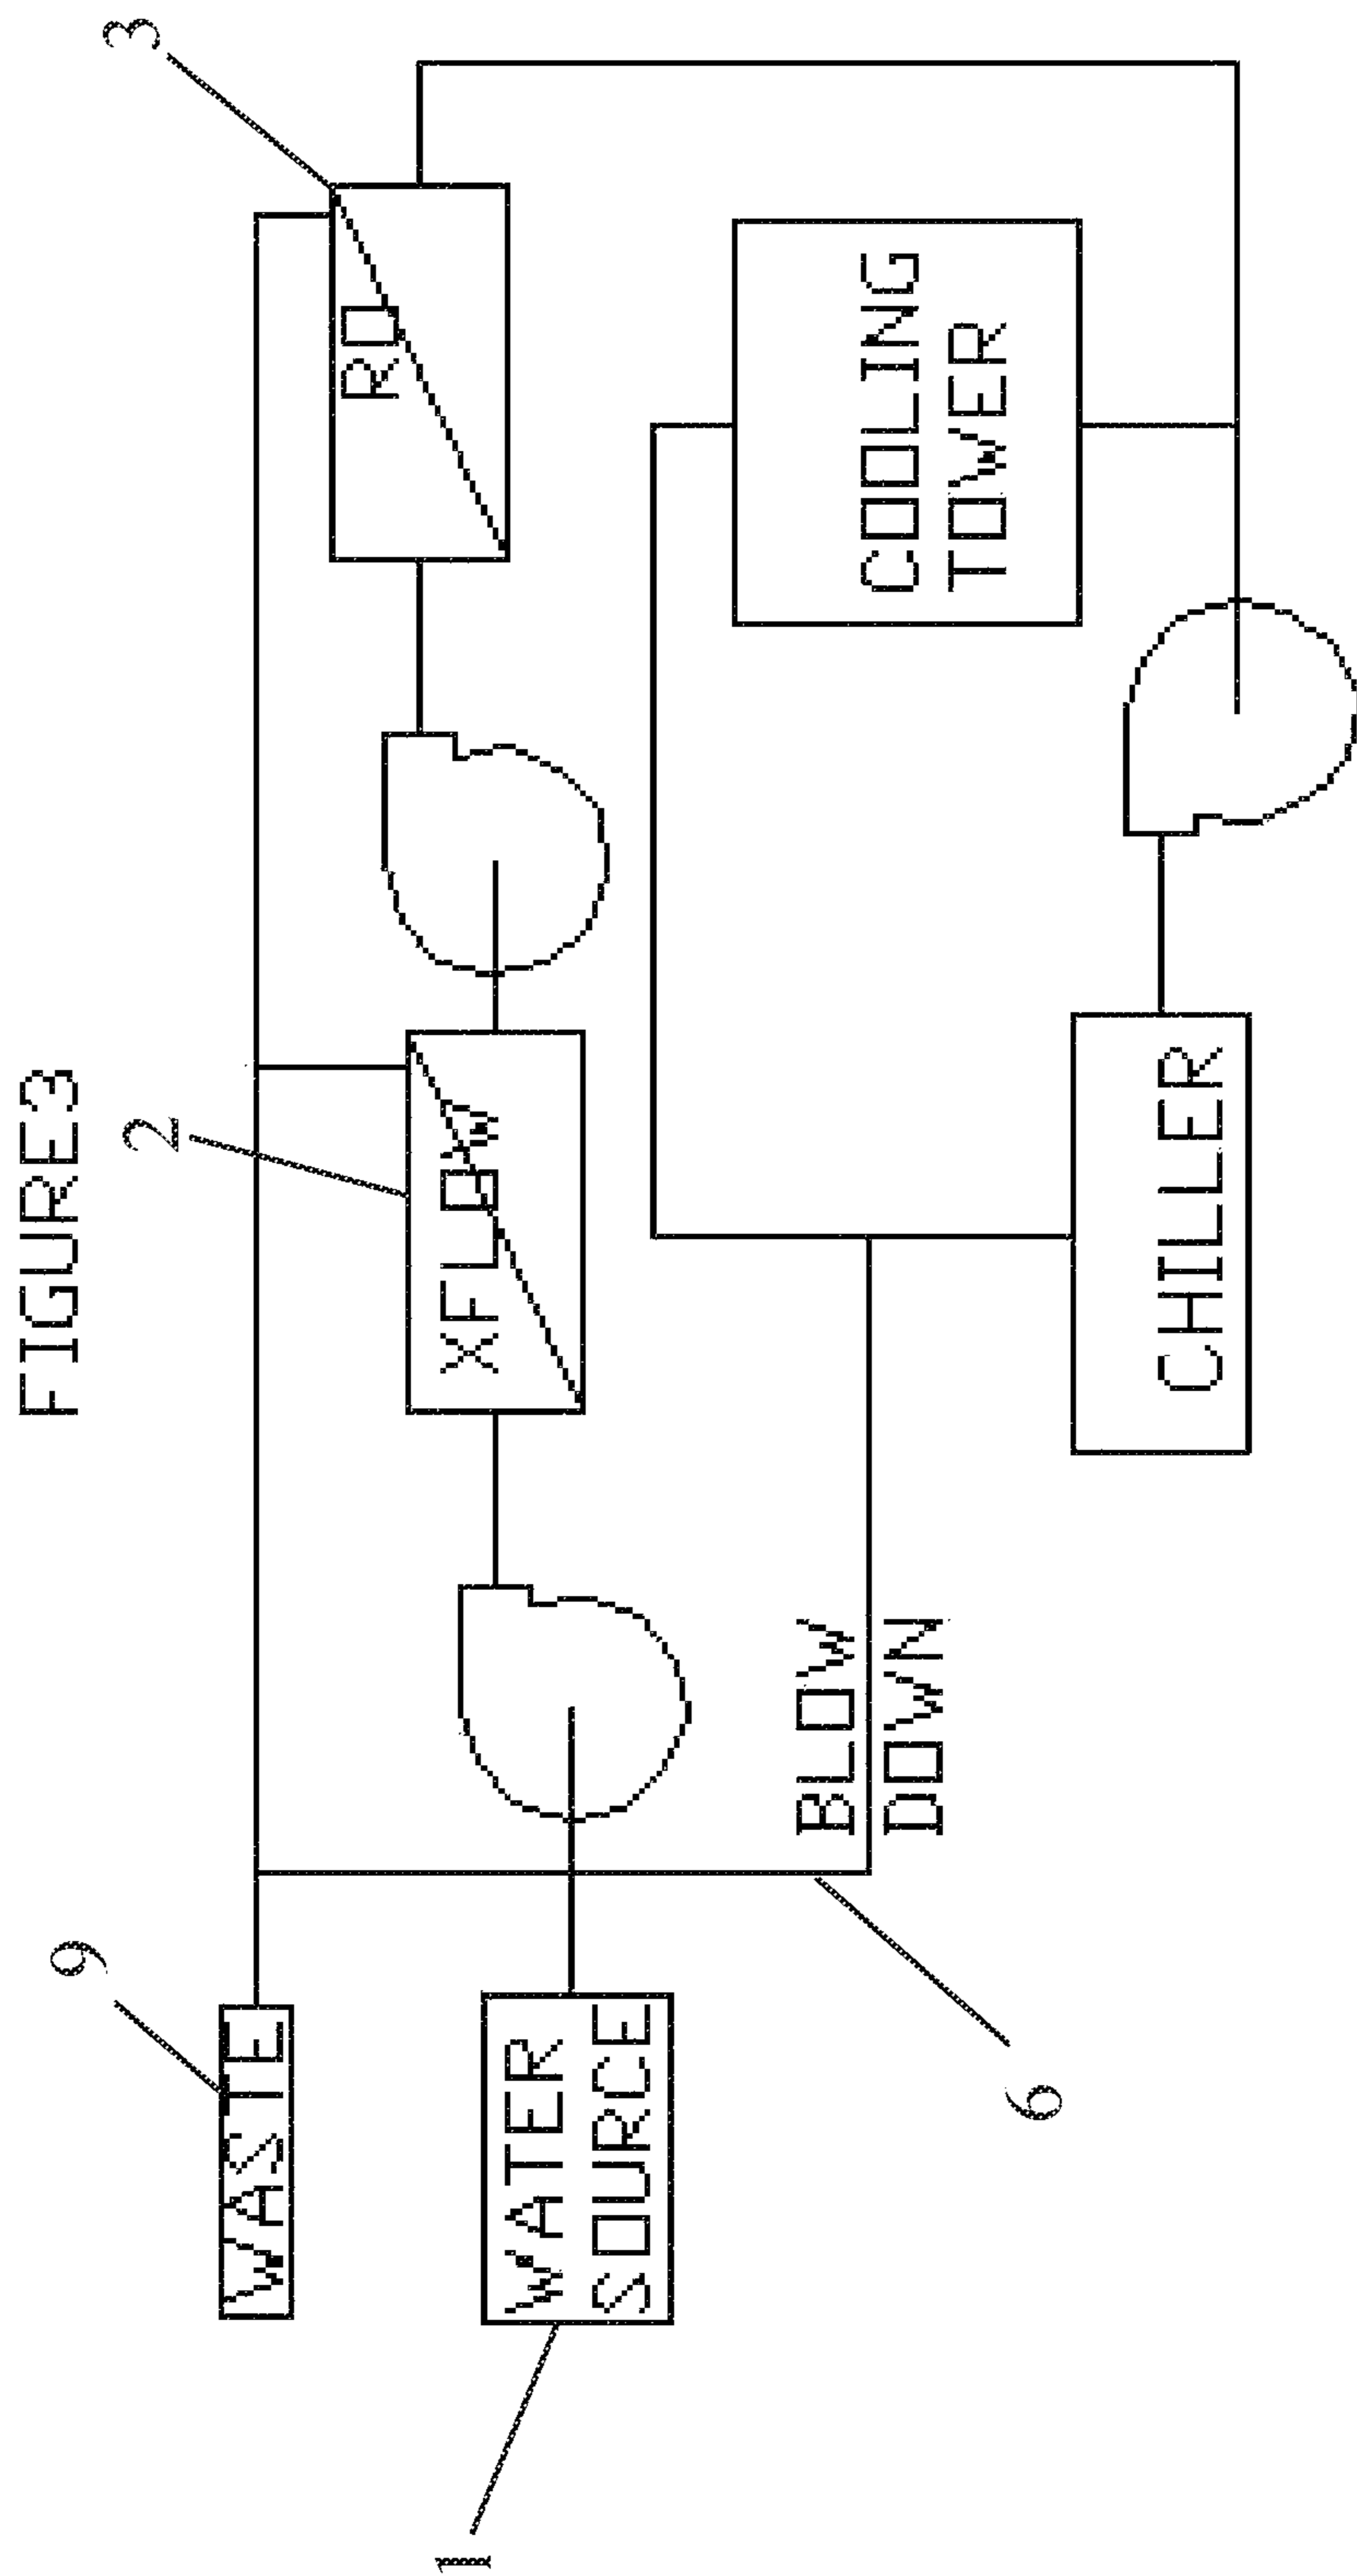 FIGURE3
3
2
9
RO
XFLOW
WASTE
WATER
SOURCE
1
COOLING
TOWER
BLOW
DOWN
6
CHILLER